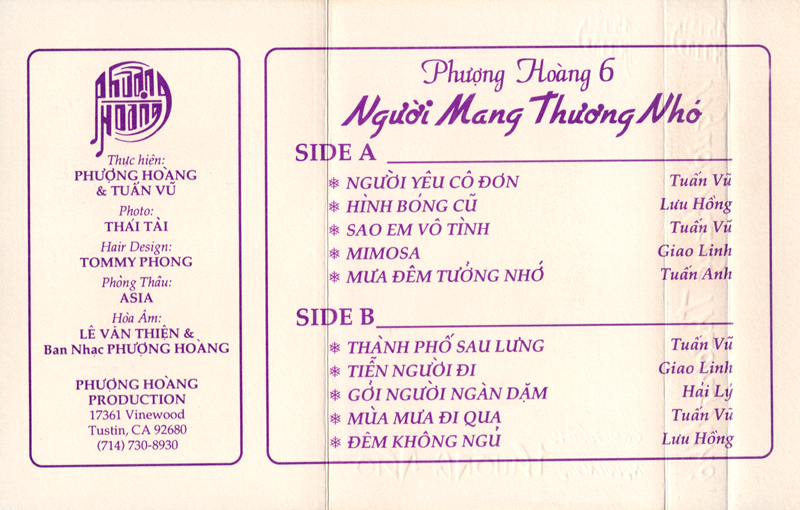 Phượng Hoàng
Thực hiện:
PHƯỢNG HOÀNG
& TUẤN VŨ
Photo:
THÁI TÀI
Hair Design:
TOMMY PHONG
Phòng Thâu:
ASIA
Hòa Âm:
LÊ VĂN THIỆN &
Ban Nhạc PHƯỢNG HOÀNG
PHƯỢNG HOÀNG
PRODUCTION
17361 Vinewood
Tustin, CA 92680
(714) 730-8930
Phượng Hoàng 6
Người Mang Thương Nhớ
SIDE A
NGƯỜI YÊU CÔ ĐƠN Tuấn Vũ
HÌNH BÓNG CŨ Lưu Hồng
SAO EM VÔ TÌNH Tuấn Vũ
MIMOSA Giao Linh
MƯA ĐÊM TƯỞNG NHỚ Tuấn Anh
SIDE B
THÀNH PHỐ SAU LƯNG Tuấn Vũ
TIỄN NGƯỜI ĐI Giao Linh
GỞI NGƯỜI NGÀN DẶM Hải Lý
MÙA MƯA ĐI QUA Tuấn Vũ
ĐÊM KHÔNG NGỦ Lưu Hồng